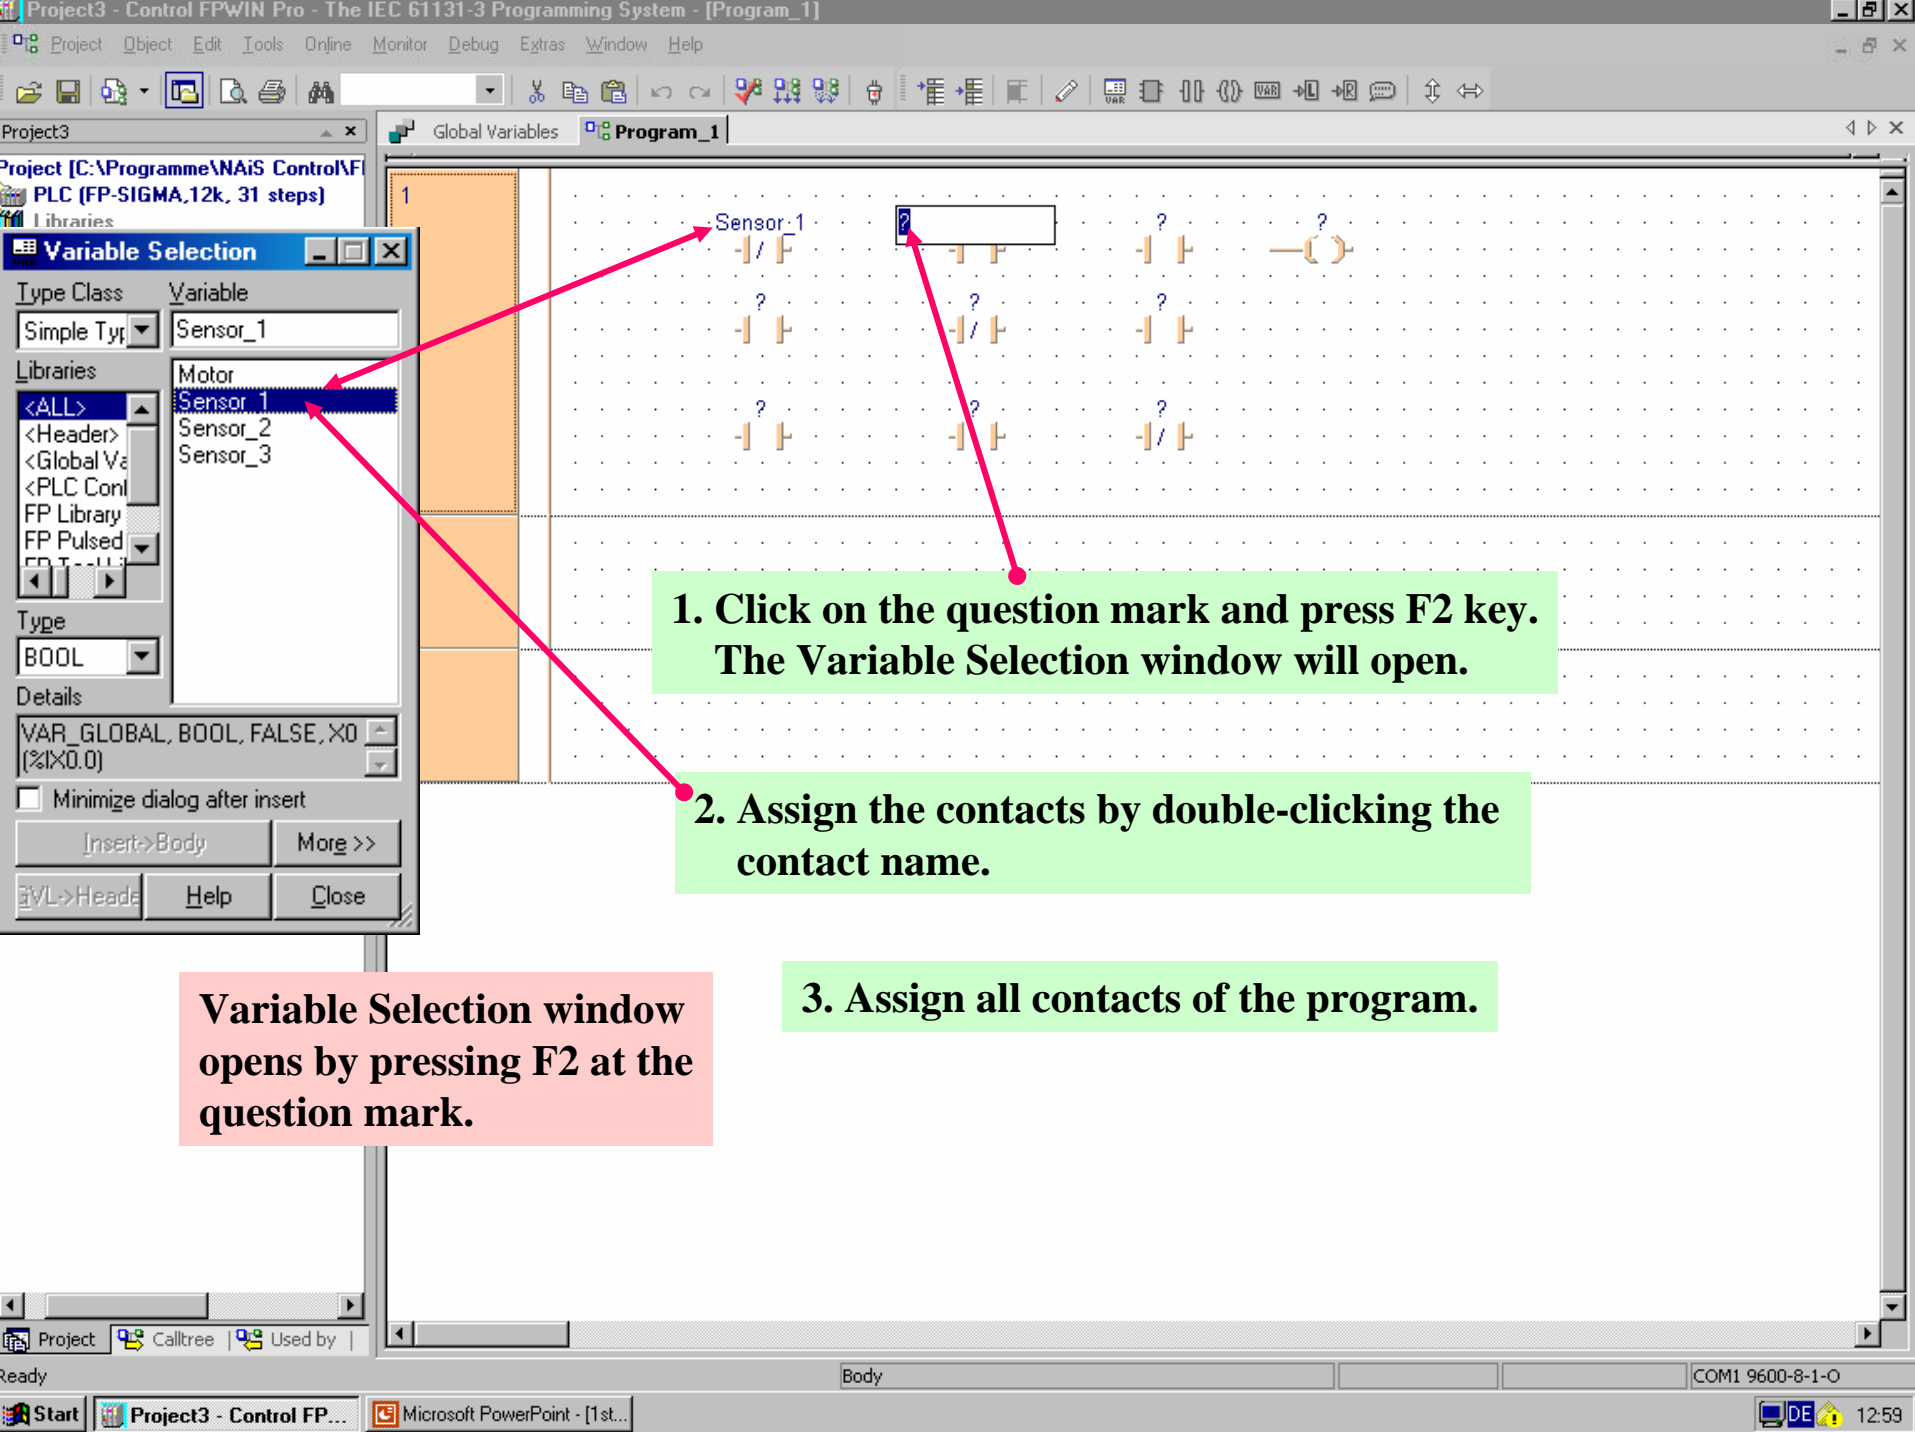 Project3 - Control FPWIN Pro - The IEC 61131-3 Programming System - [Program_1]
Project Object Edit Tools Online Monitor Debug Extras Window Help
VAR VAR L R
Project3
Global Variables
Program_1
Project [C:\Programme\NAiS Control\F
PLC (FP-SIGMA,12k, 31 steps)
Libraries
1
Sensor_1 ? ? ?
? ? ?
? ? ?
Variable Selection
Type Class
Variable
Simple Typ
Sensor_1
Libraries
<ALL>
<Header>
<Global Va
<PLC Con
FP Library
FP Pulsed
Motor
Sensor_1
Sensor_2
Sensor_3
Type
BOOL
Details
VAR_GLOBAL, BOOL, FALSE, X0
(%IX0.0)
Minimize dialog after insert
Insert->Body
More >>
GVL->Heade
Help
Close
1. Click on the question mark and press F2 key.
The Variable Selection window will open.
2. Assign the contacts by double-clicking the
contact name.
3. Assign all contacts of the program.
Variable Selection window
opens by pressing F2 at the
question mark.
Project
Calltree
Used by
Ready
Body
COM1 9600-8-1-O
Start
Project3 - Control FP...
Microsoft PowerPoint - [1st...
DE
12:59